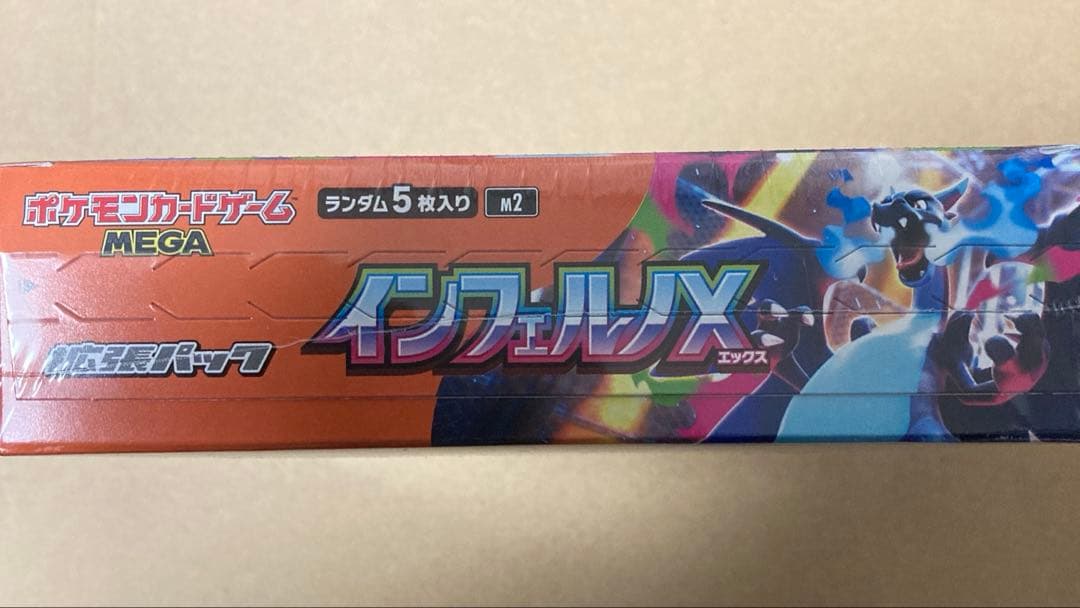 ポケモンカードゲーム
MEGA
ランダム5枚入り M2
拡張パック
インフェルノX
エックス